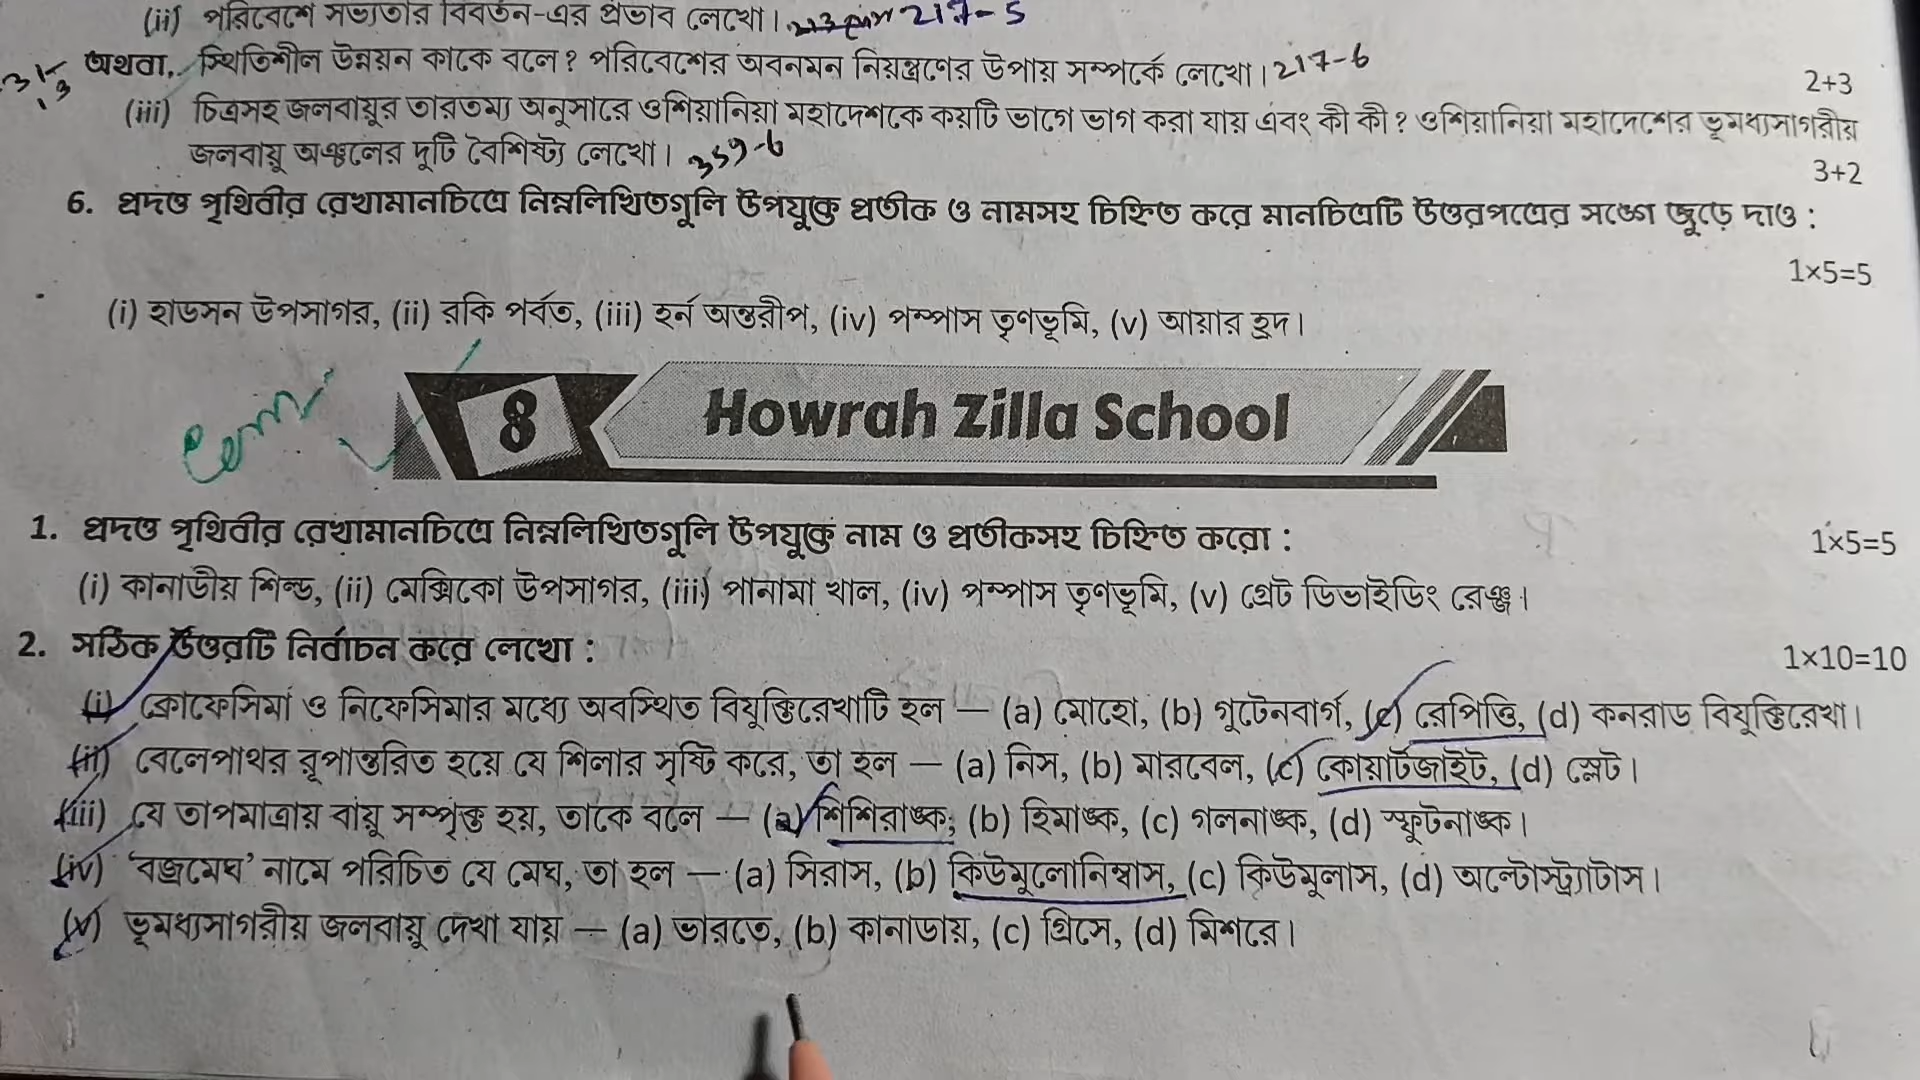 (ii) পরিবেশে সভ্যতার বিবর্তন-এর প্রভাব লেখো। 217-5
অথবা, স্থিতিশীল উন্নয়ন কাকে বলে? পরিবেশের অবনমন নিয়ন্ত্রণের উপায় সম্পর্কে লেখো। 217-6
2+3
(iii) চিত্রসহ জলবায়ুর তারতম্য অনুসারে ওশিয়ানিয়া মহাদেশকে কয়টি ভাগে ভাগ করা যায় এবং কী কী? ওশিয়ানিয়া মহাদেশের ভূমধ্যসাগরীয়
জলবায়ু অঞ্চলের দুটি বৈশিষ্ট্য লেখো। 359-6
3+2
6. প্রদত্ত পৃথিবীর রেখামানচিত্রে নিম্নলিখিতগুলি উপযুক্ত প্রতীক ও নামসহ চিহ্নিত করে মানচিত্রটি উত্তরপত্রের সঙ্গে জুড়ে দাও :
1×5=5
(i) হাডসন উপসাগর, (ii) রকি পর্বত, (iii) হর্ন অন্তরীপ, (iv) পম্পাস তৃণভূমি, (v) আয়ার হ্রদ।
8 Howrah Zilla School
1. প্রদত্ত পৃথিবীর রেখামানচিত্রে নিম্নলিখিতগুলি উপযুক্ত নাম ও প্রতীকসহ চিহ্নিত করো : 1×5=5
(i) কানাডীয় শিল্ড, (ii) মেক্সিকো উপসাগর, (iii) পানামা খাল, (iv) পম্পাস তৃণভূমি, (v) গ্রেট ডিভাইডিং রেঞ্জ।
2. সঠিক উত্তরটি নির্বাচন করে লেখো : 1×10=10
(i) ক্রোফেসিমা ও নিফেসিমার মধ্যে অবস্থিত বিযুক্তিরেখাটি হল — (a) মোহো, (b) গুটেনবার্গ, (c) রেপিত্তি, (d) কনরাড বিযুক্তিরেখা।
(ii) বেলেপাথর রূপান্তরিত হয়ে যে শিলার সৃষ্টি করে, তা হল — (a) নিস, (b) মারবেল, (c) কোয়ার্টজাইট, (d) স্লেট।
(iii) যে তাপমাত্রায় বায়ু সম্পৃক্ত হয়, তাকে বলে — (a) শিশিরাঙ্ক, (b) হিমাঙ্ক, (c) গলনাঙ্ক, (d) স্ফুটনাঙ্ক।
(iv) ‘বজ্রমেঘ’ নামে পরিচিত যে মেঘ, তা হল — (a) সিরাস, (b) কিউমুলোনিম্বাস, (c) কিউমুলাস, (d) অল্টোস্ট্র্যাটাস।
(v) ভূমধ্যসাগরীয় জলবায়ু দেখা যায় — (a) ভারতে, (b) কানাডায়, (c) গ্রিসে, (d) মিশরে।